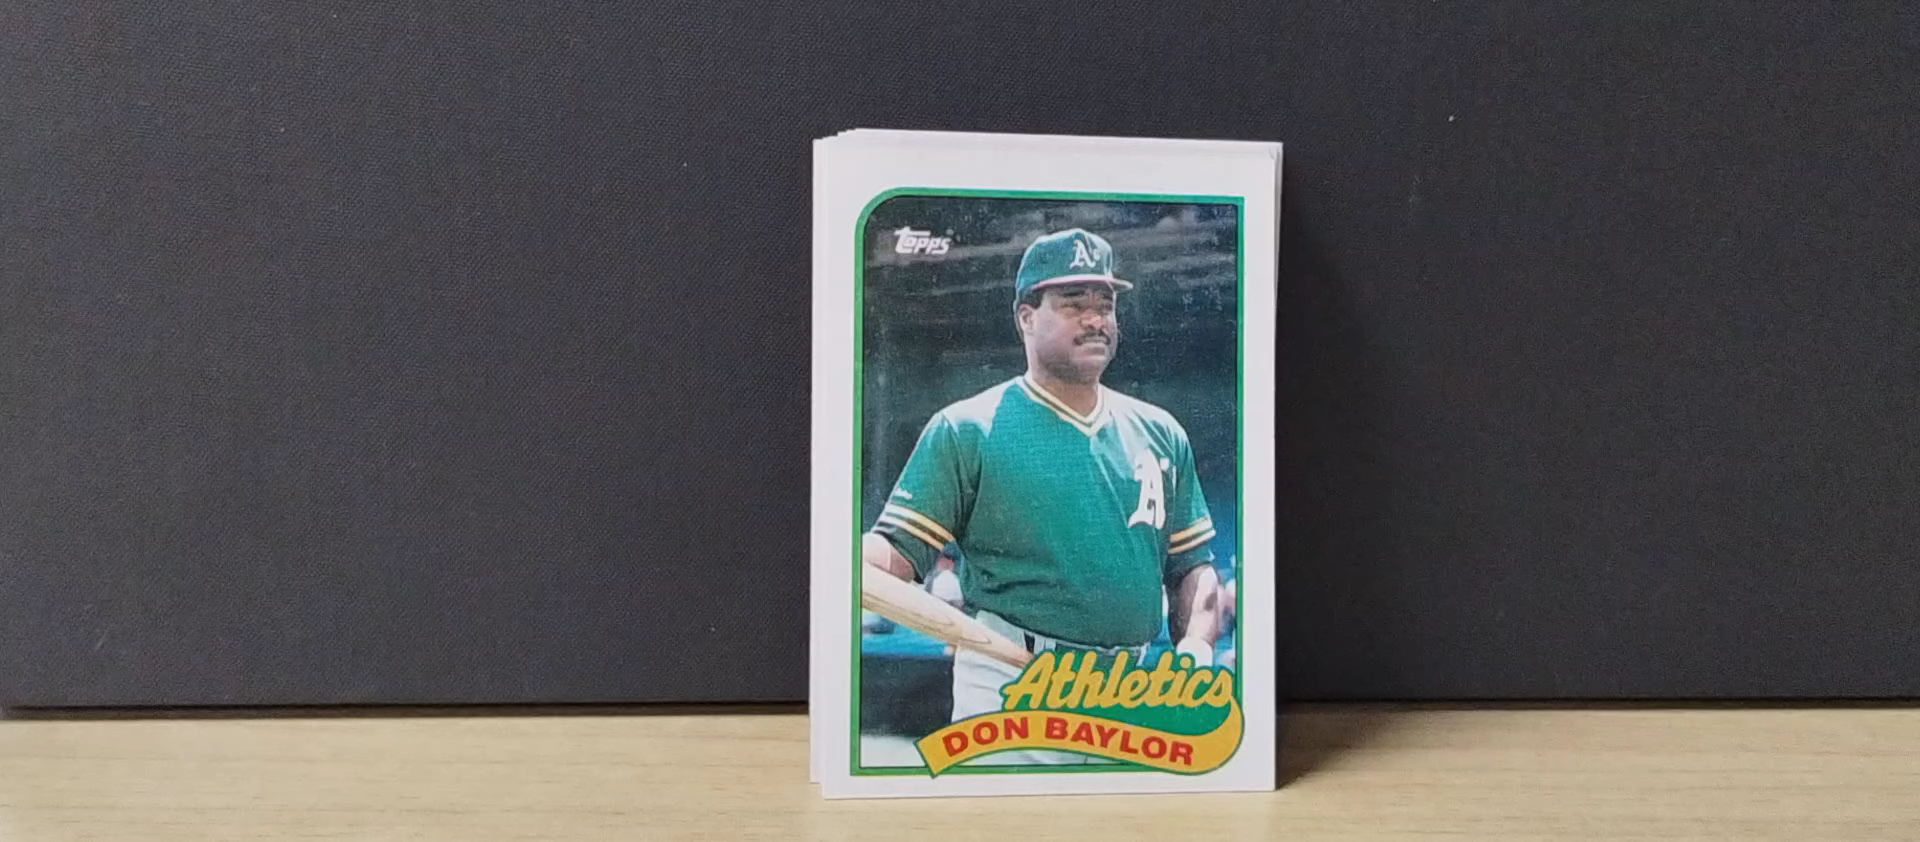 topps
A's
A's
Athletics
DON BAYLOR